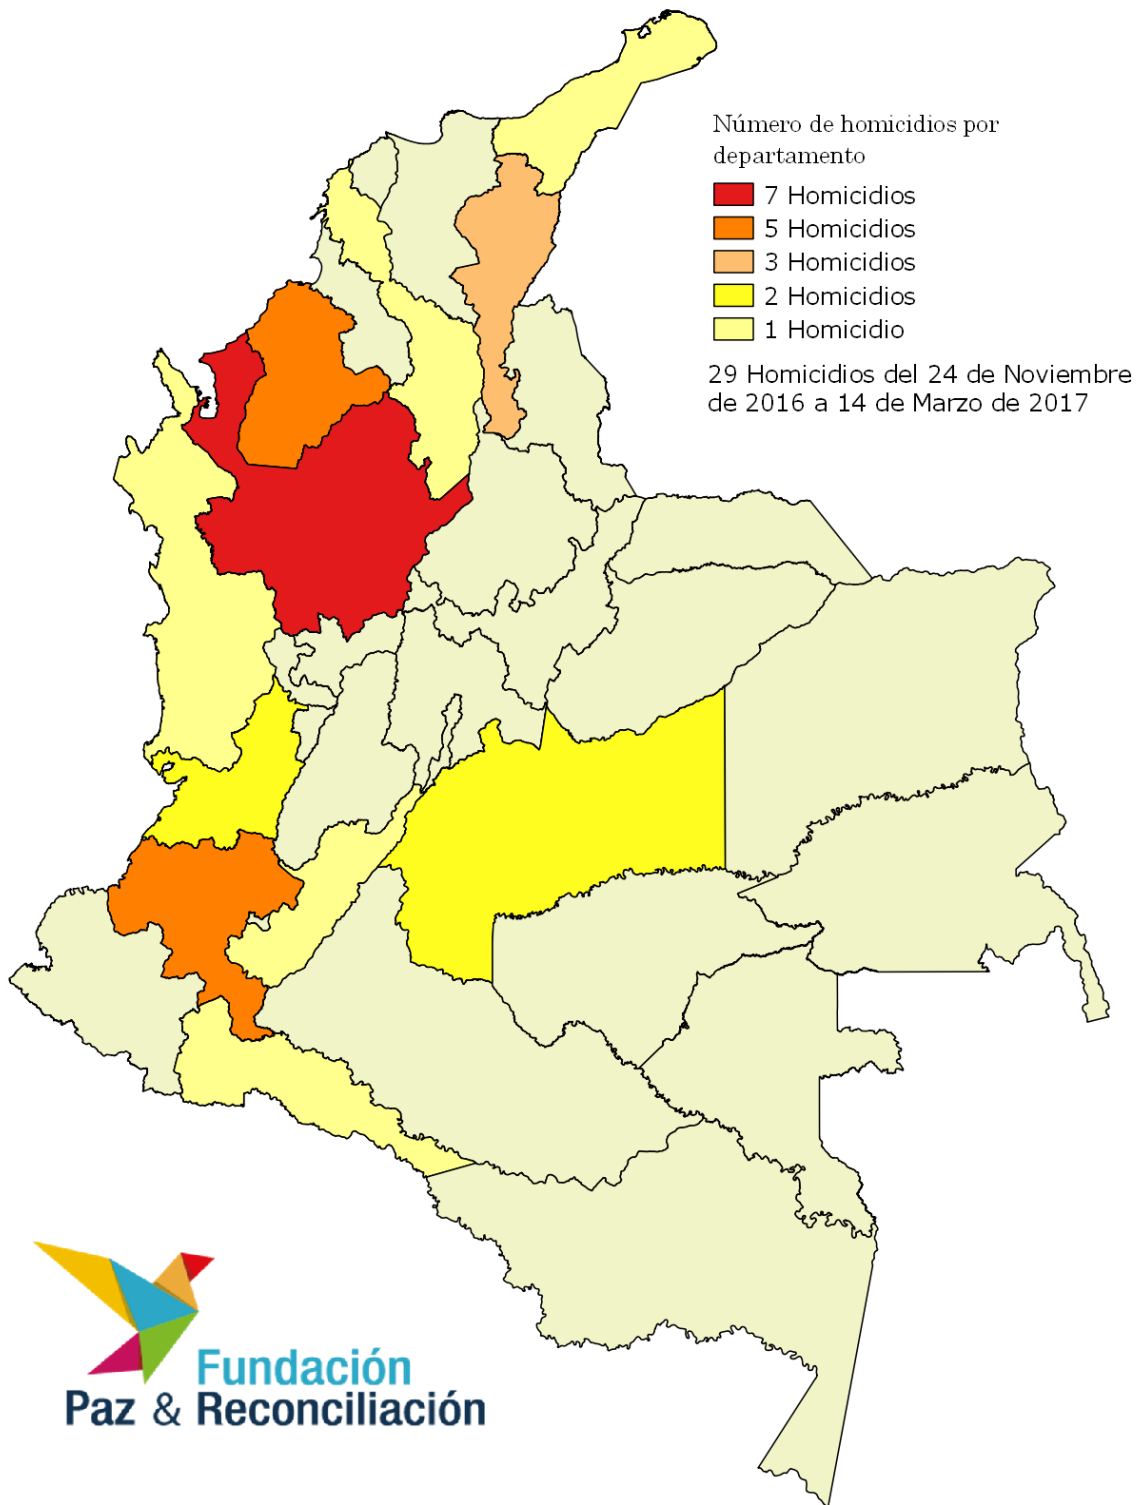 Número de homicidios por
departamento
7 Homicidios
5 Homicidios
3 Homicidios
2 Homicidios
1 Homicidio
29 Homicidios del 24 de Noviembre
de 2016 a 14 de Marzo de 2017
Fundación
Paz & Reconciliación